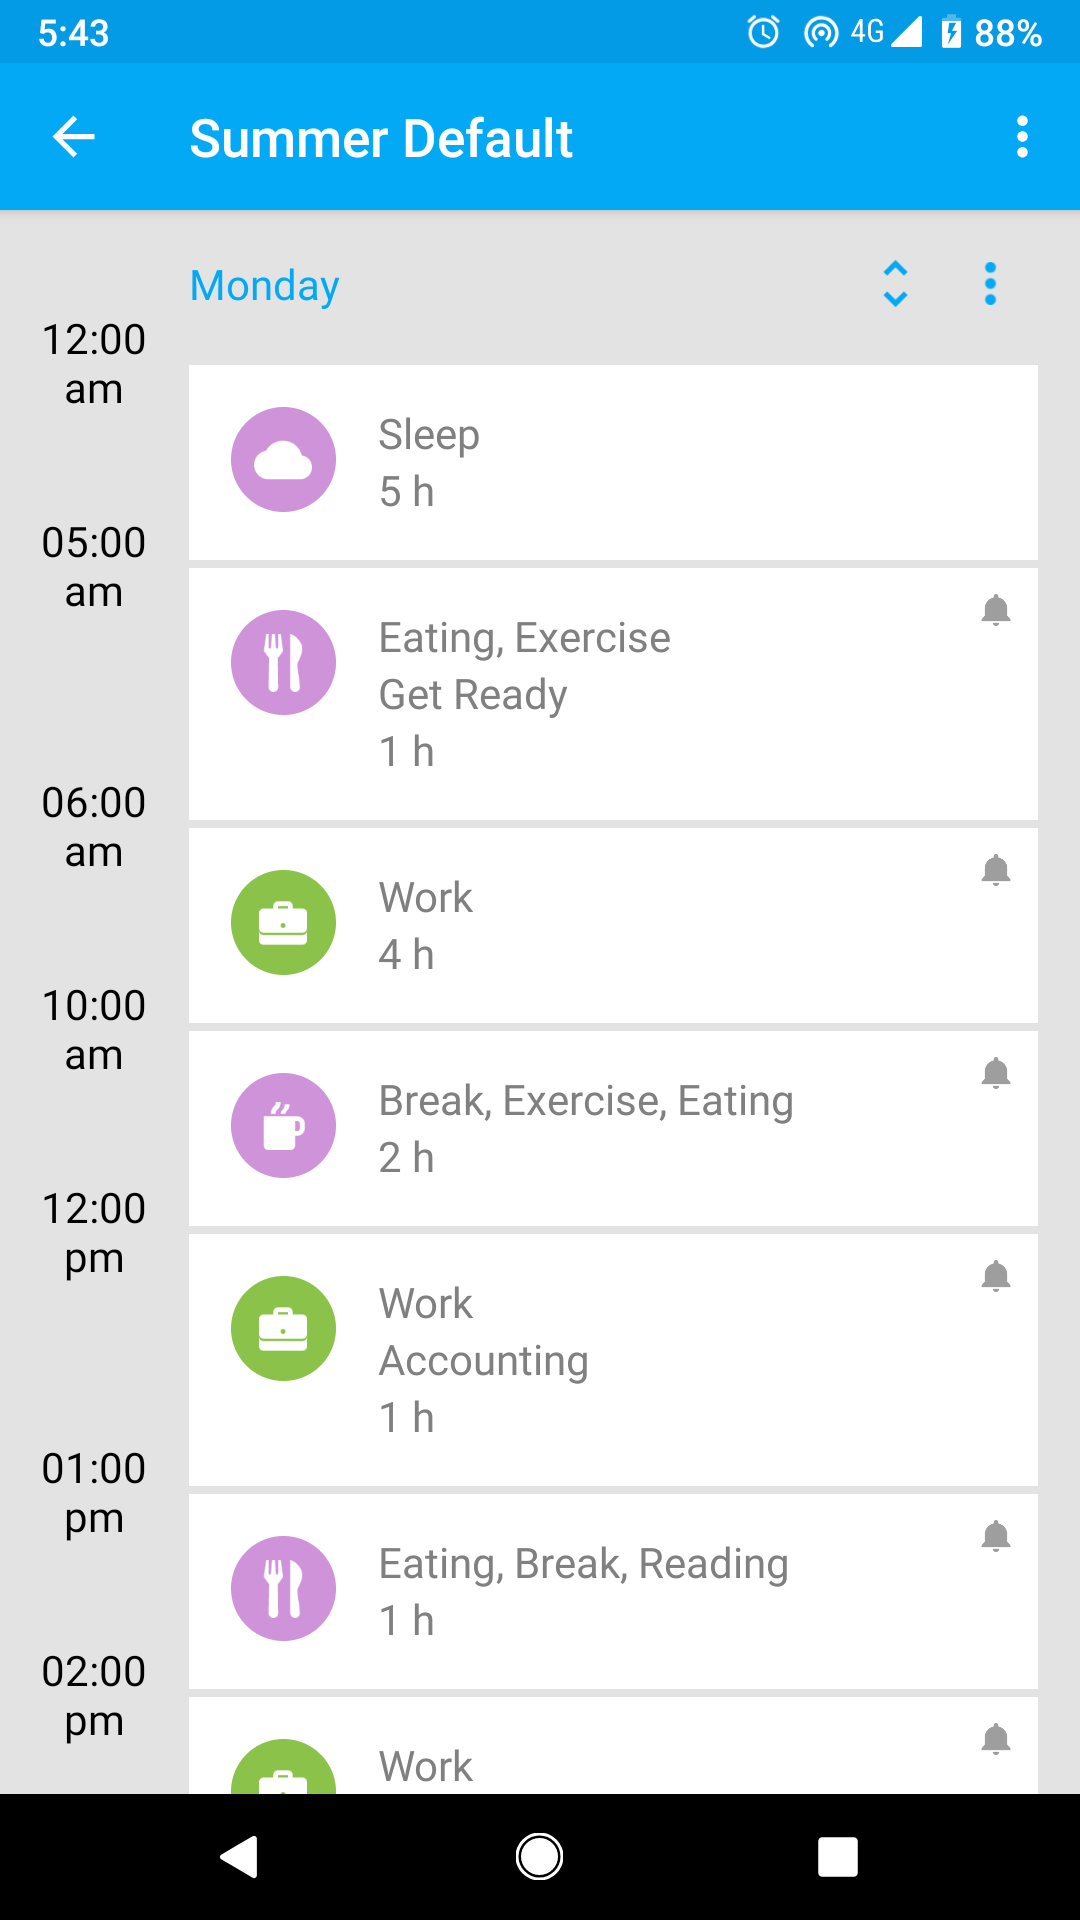 5:43
4G
88%
Summer Default
Monday
12:00
am
Sleep
5 h
05:00
am
Eating, Exercise
Get Ready
1 h
06:00
am
Work
4 h
10:00
am
Break, Exercise, Eating
2 h
12:00
pm
Work
Accounting
1 h
01:00
pm
Eating, Break, Reading
1 h
02:00
pm
Work